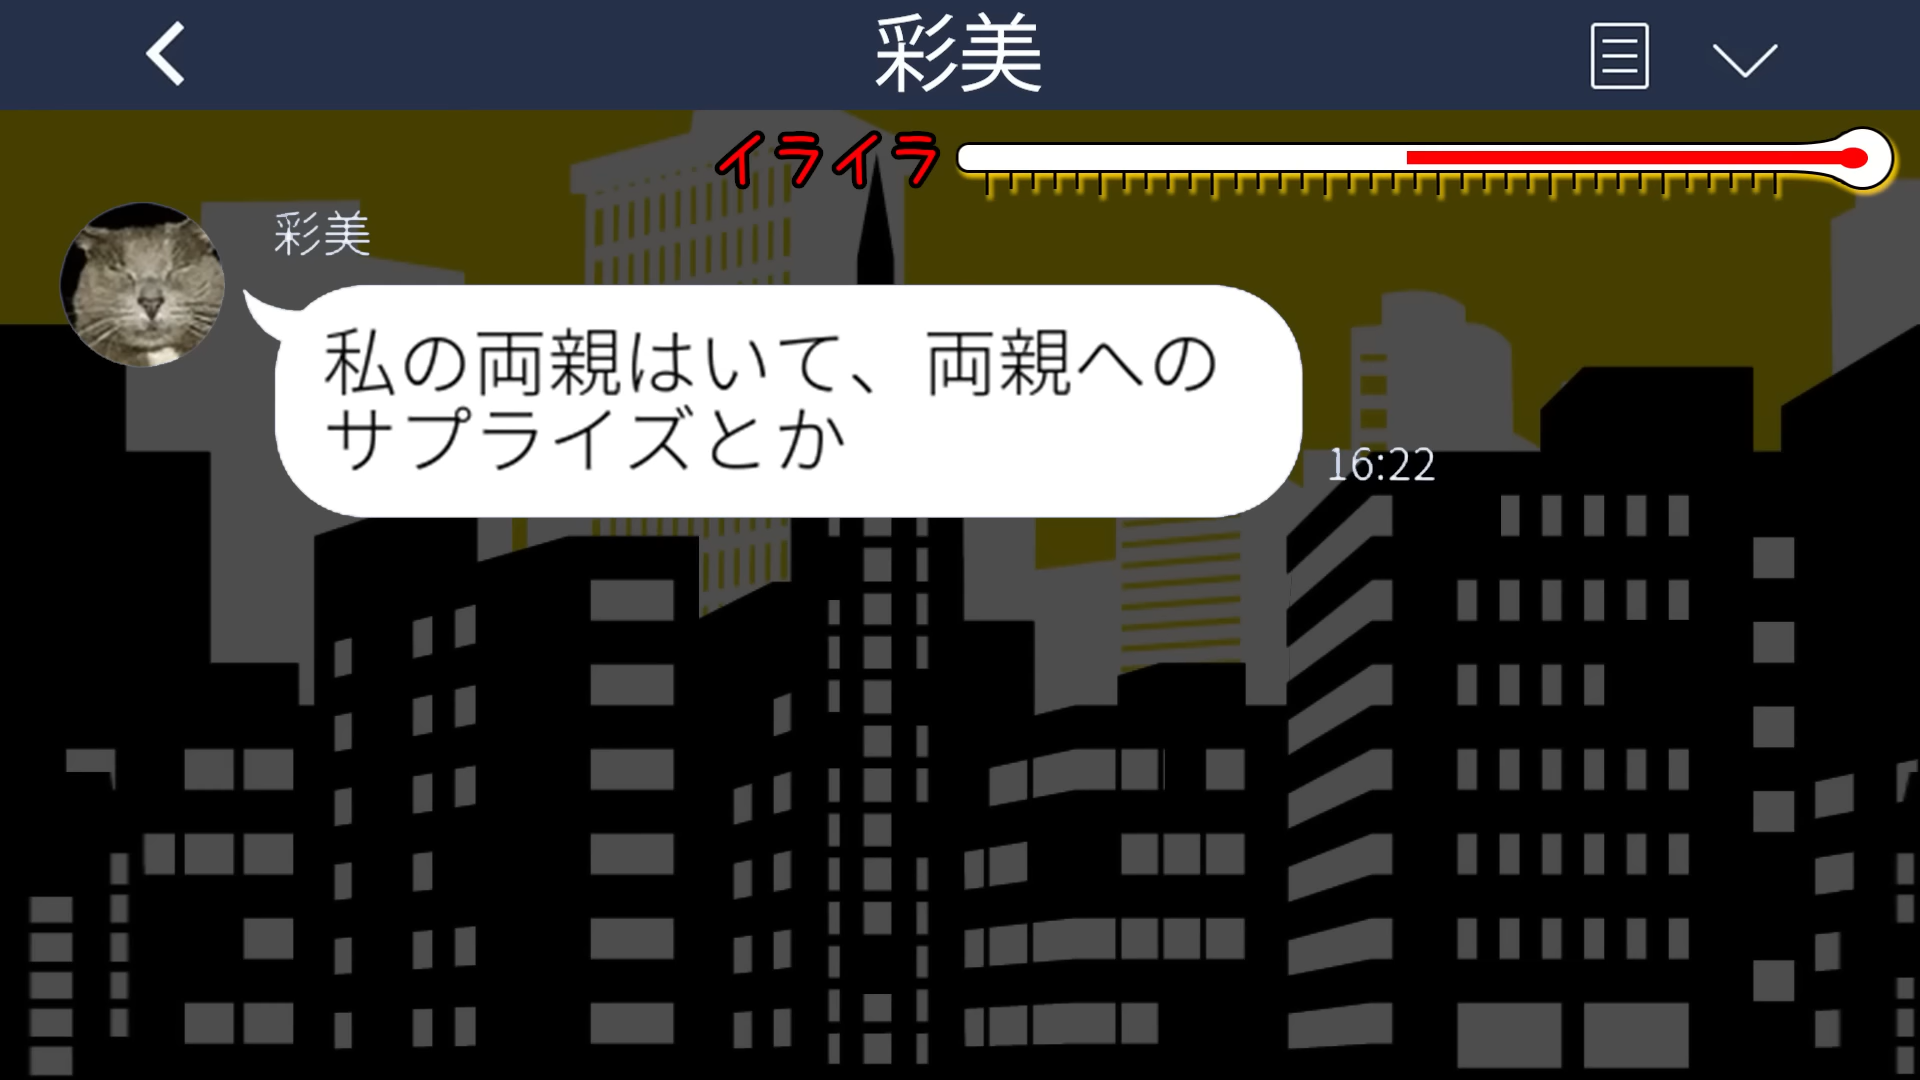 彩美
イライラ
彩美
私の両親はいて、両親への
サプライズとか
16:22